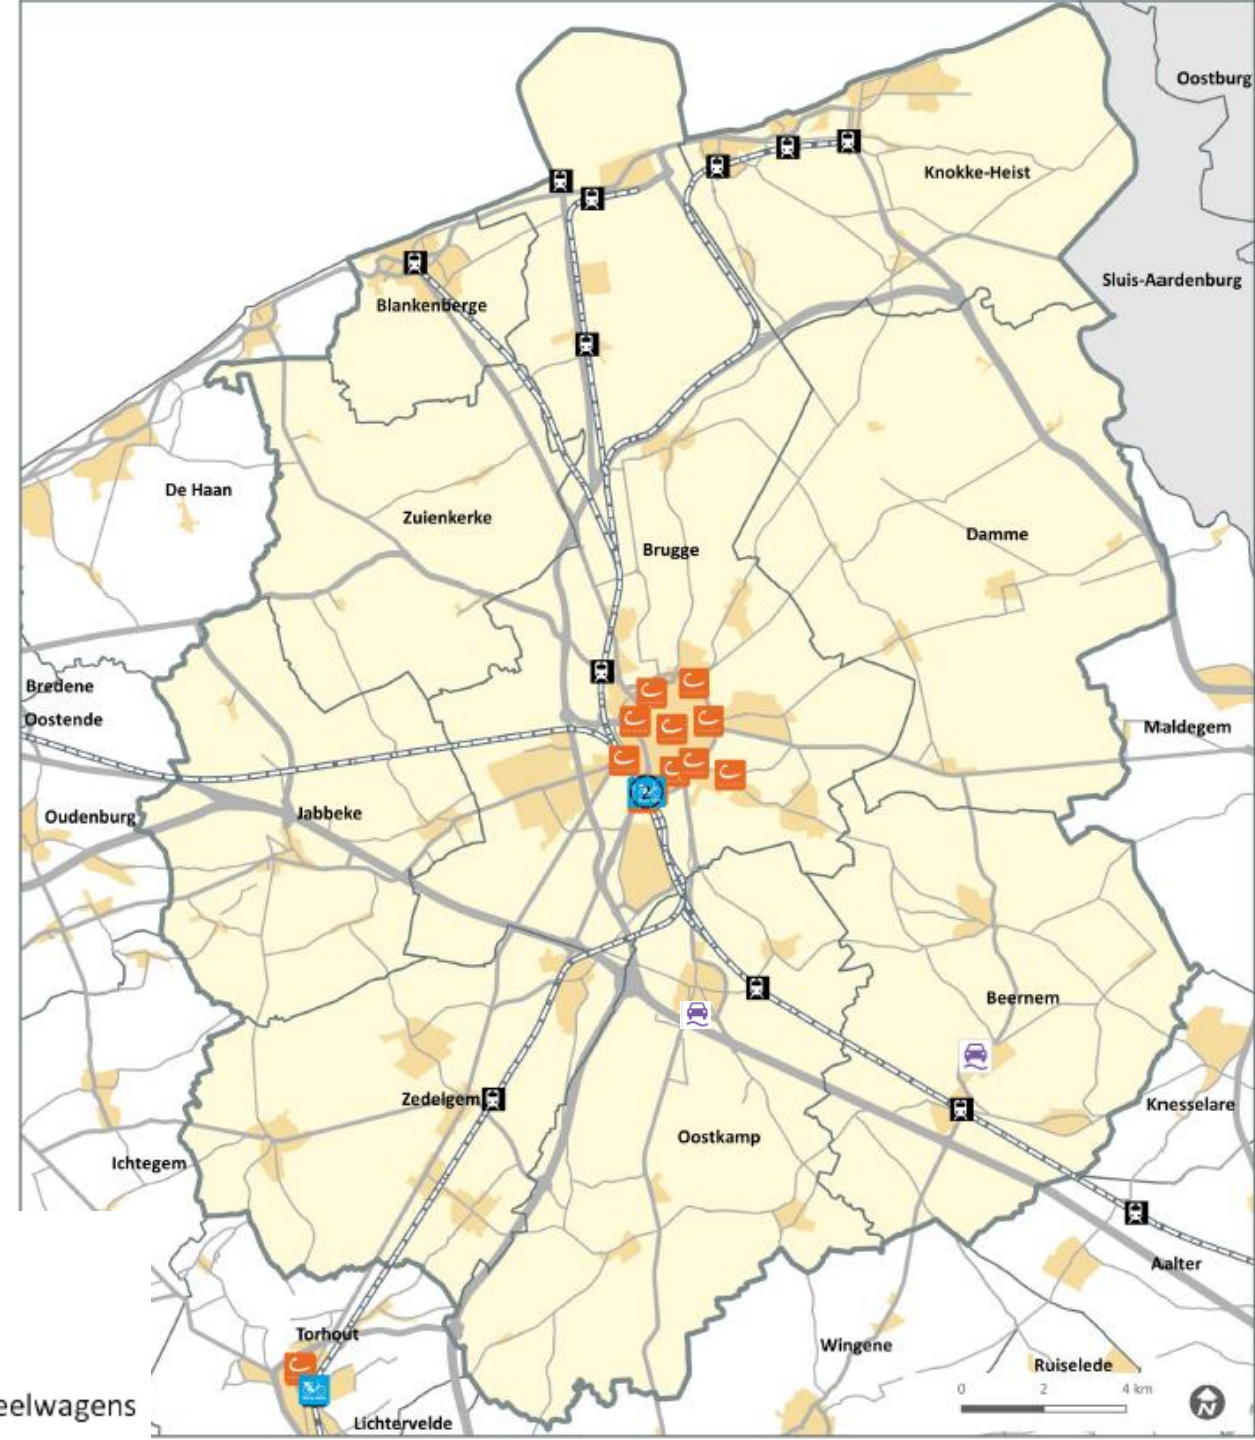 Oostburg
Knokke-Heist
Sluis-Aardenburg
Blankenberge
De Haan
Zuienkerke
Damme
Brugge
Bredene
Oostende
Maldegem
2
Jabbeke
Oudenburg
Beernem
Zedelgem
Knesselare
Oostkamp
Ichtegem
Aalter
Torhout
Wingene
Ruiselede
0 2 4 km
N
eelwagens
Lichtervelde